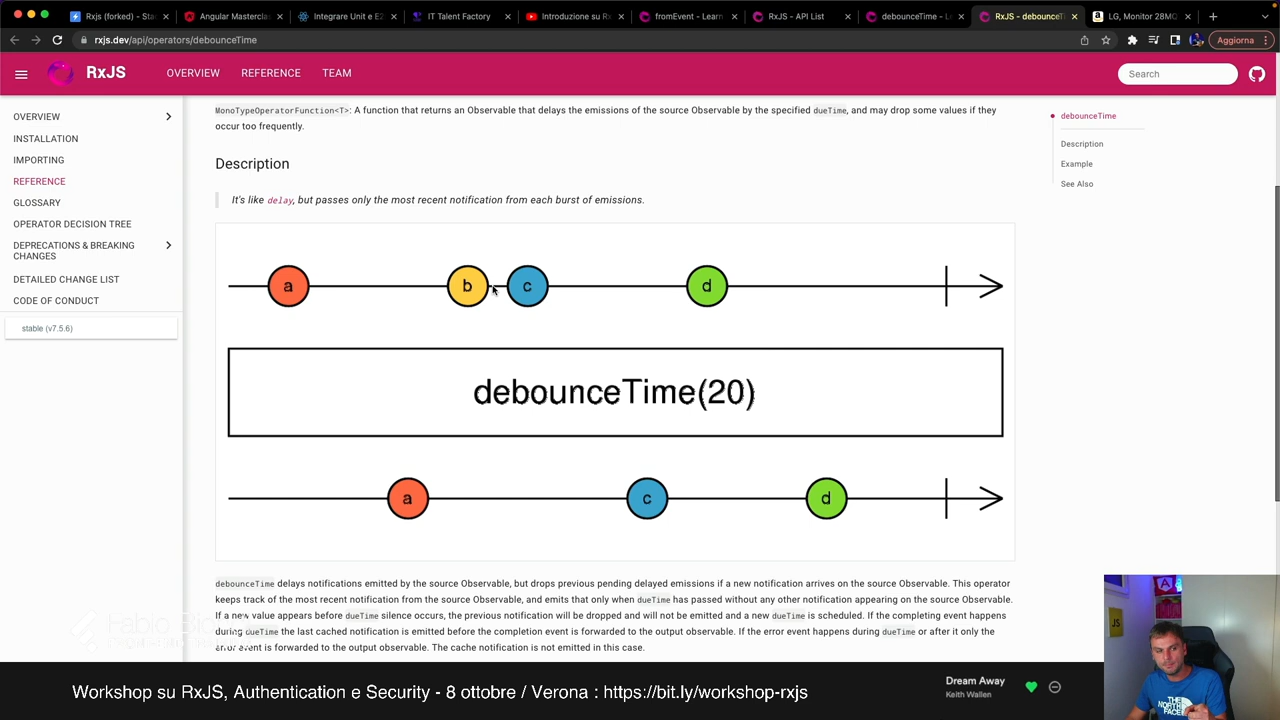 Rxjs (forked) - Sta
Angular Mastercla
Integrare Unit e E2
IT Talent Factory
Introduzione su Rx
fromEvent - Learn
RxJS - API List
debounceTime - L
RxJS - debounceT
LG, Monitor 28MQ
rxjs.dev/api/operators/debounceTime
Aggiorna
RxJS
OVERVIEW
REFERENCE
TEAM
Search
OVERVIEW
INSTALLATION
IMPORTING
REFERENCE
GLOSSARY
OPERATOR DECISION TREE
DEPRECATIONS & BREAKING
CHANGES
DETAILED CHANGE LIST
CODE OF CONDUCT
stable (v7.5.6)
MonoTypeOperatorFunction<T>: A function that returns an Observable that delays the emissions of the source Observable by the specified dueTime, and may drop some values if they
occur too frequently.
Description
It's like delay, but passes only the most recent notification from each burst of emissions.
a b c d
debounceTime(20)
a c d
debounceTime delays notifications emitted by the source Observable, but drops previous pending delayed emissions if a new notification arrives on the source Observable. This operator
keeps track of the most recent notification from the source Observable, and emits that only when dueTime has passed without any other notification appearing on the source Observable.
If a new value appears before dueTime silence occurs, the previous notification will be dropped and will not be emitted and a new dueTime is scheduled. If the completing event happens
during dueTime the last cached notification is emitted before the completion event is forwarded to the output observable. If the error event happens during dueTime or after it only the
error event is forwarded to the output observable. The cache notification is not emitted in this case.
debounceTime
Description
Example
See Also
Workshop su RxJS, Authentication e Security - 8 ottobre / Verona : https://bit.ly/workshop-rxjs
Dream Away
Keith Wallen
JS
THE
NORTH
FACE